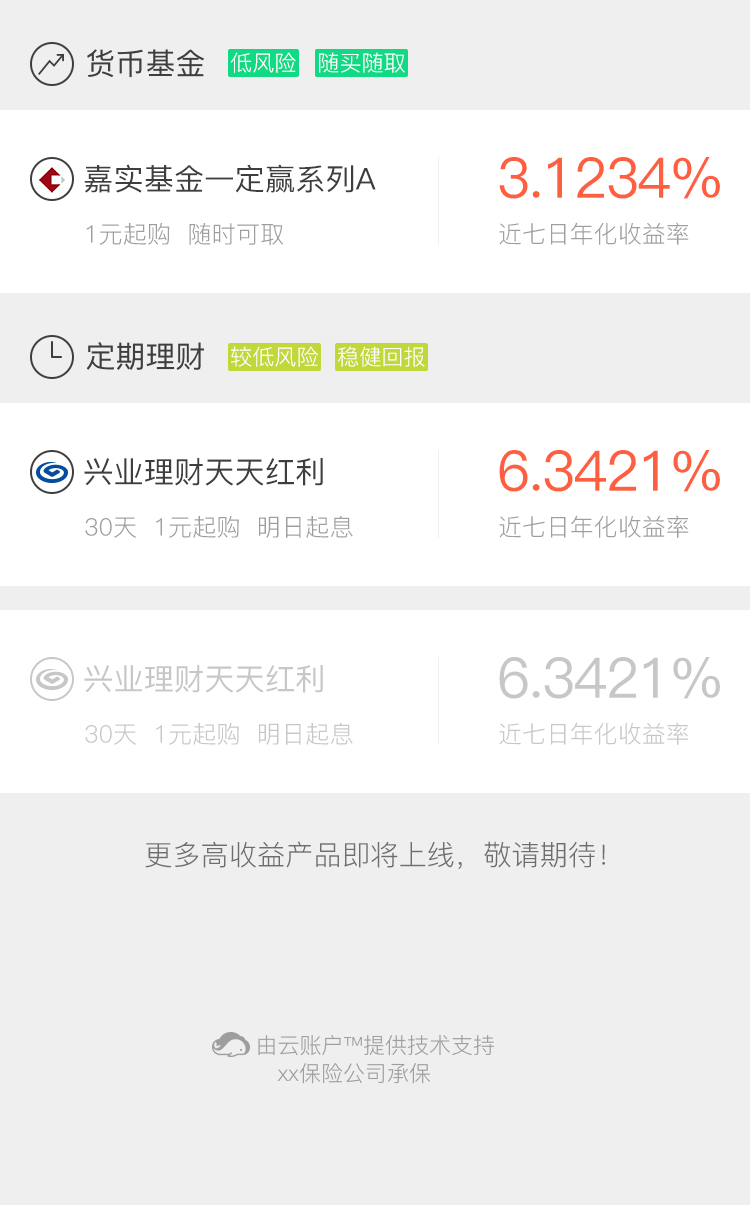 货币基金 低风险 随买随取
嘉实基金一定赢系列A 3.1234%
1元起购 随时可取 近七日年化收益率
定期理财 较低风险 稳健回报
兴业理财天天红利 6.3421%
30天 1元起购 明日起息 近七日年化收益率
兴业理财天天红利 6.3421%
30天 1元起购 明日起息 近七日年化收益率
更多高收益产品即将上线，敬请期待！
由云账户™提供技术支持
xx保险公司承保